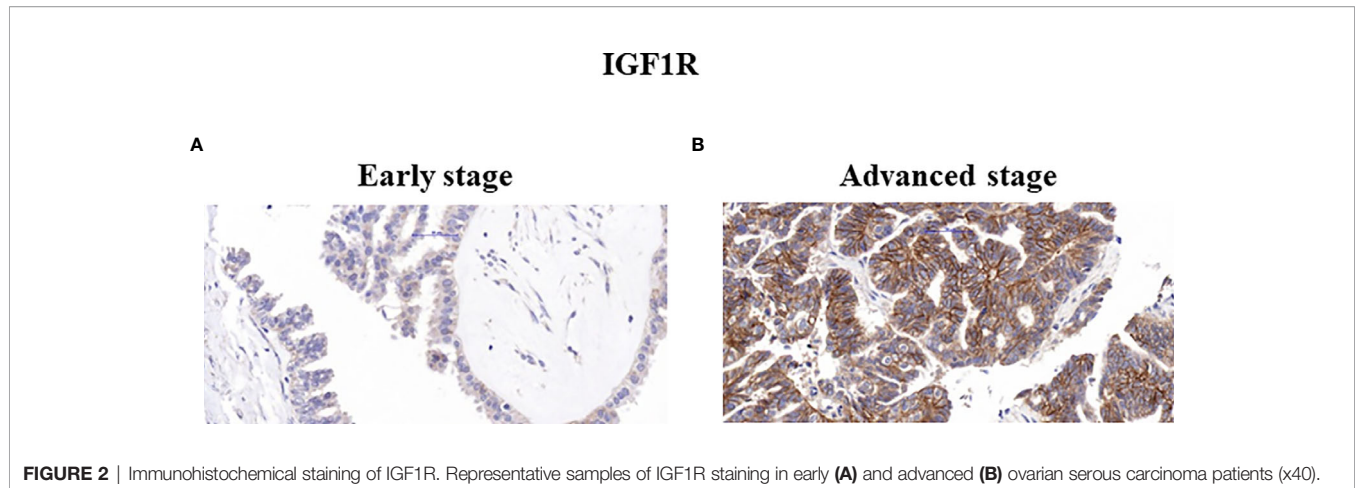 IGF1R
A
B
Early stage
Advanced stage
FIGURE 2 | Immunohistochemical staining of IGF1R. Representative samples of IGF1R staining in early (A) and advanced (B) ovarian serous carcinoma patients (x40).